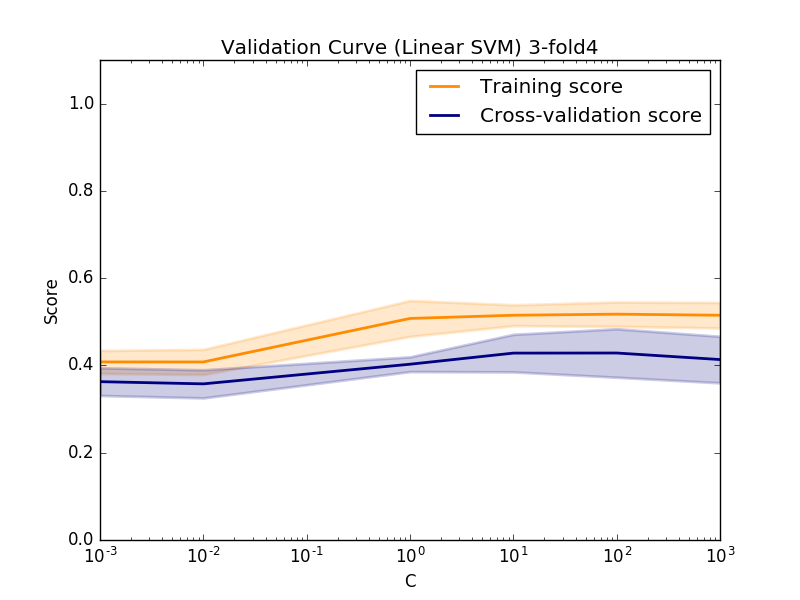 Validation Curve (Linear SVM) 3-fold4
Training score
Cross-validation score
1.0
0.8
0.6
0.4
0.2
0.0
Score
10^-3 10^-2 10^-1 10^0 10^1 10^2 10^3
C